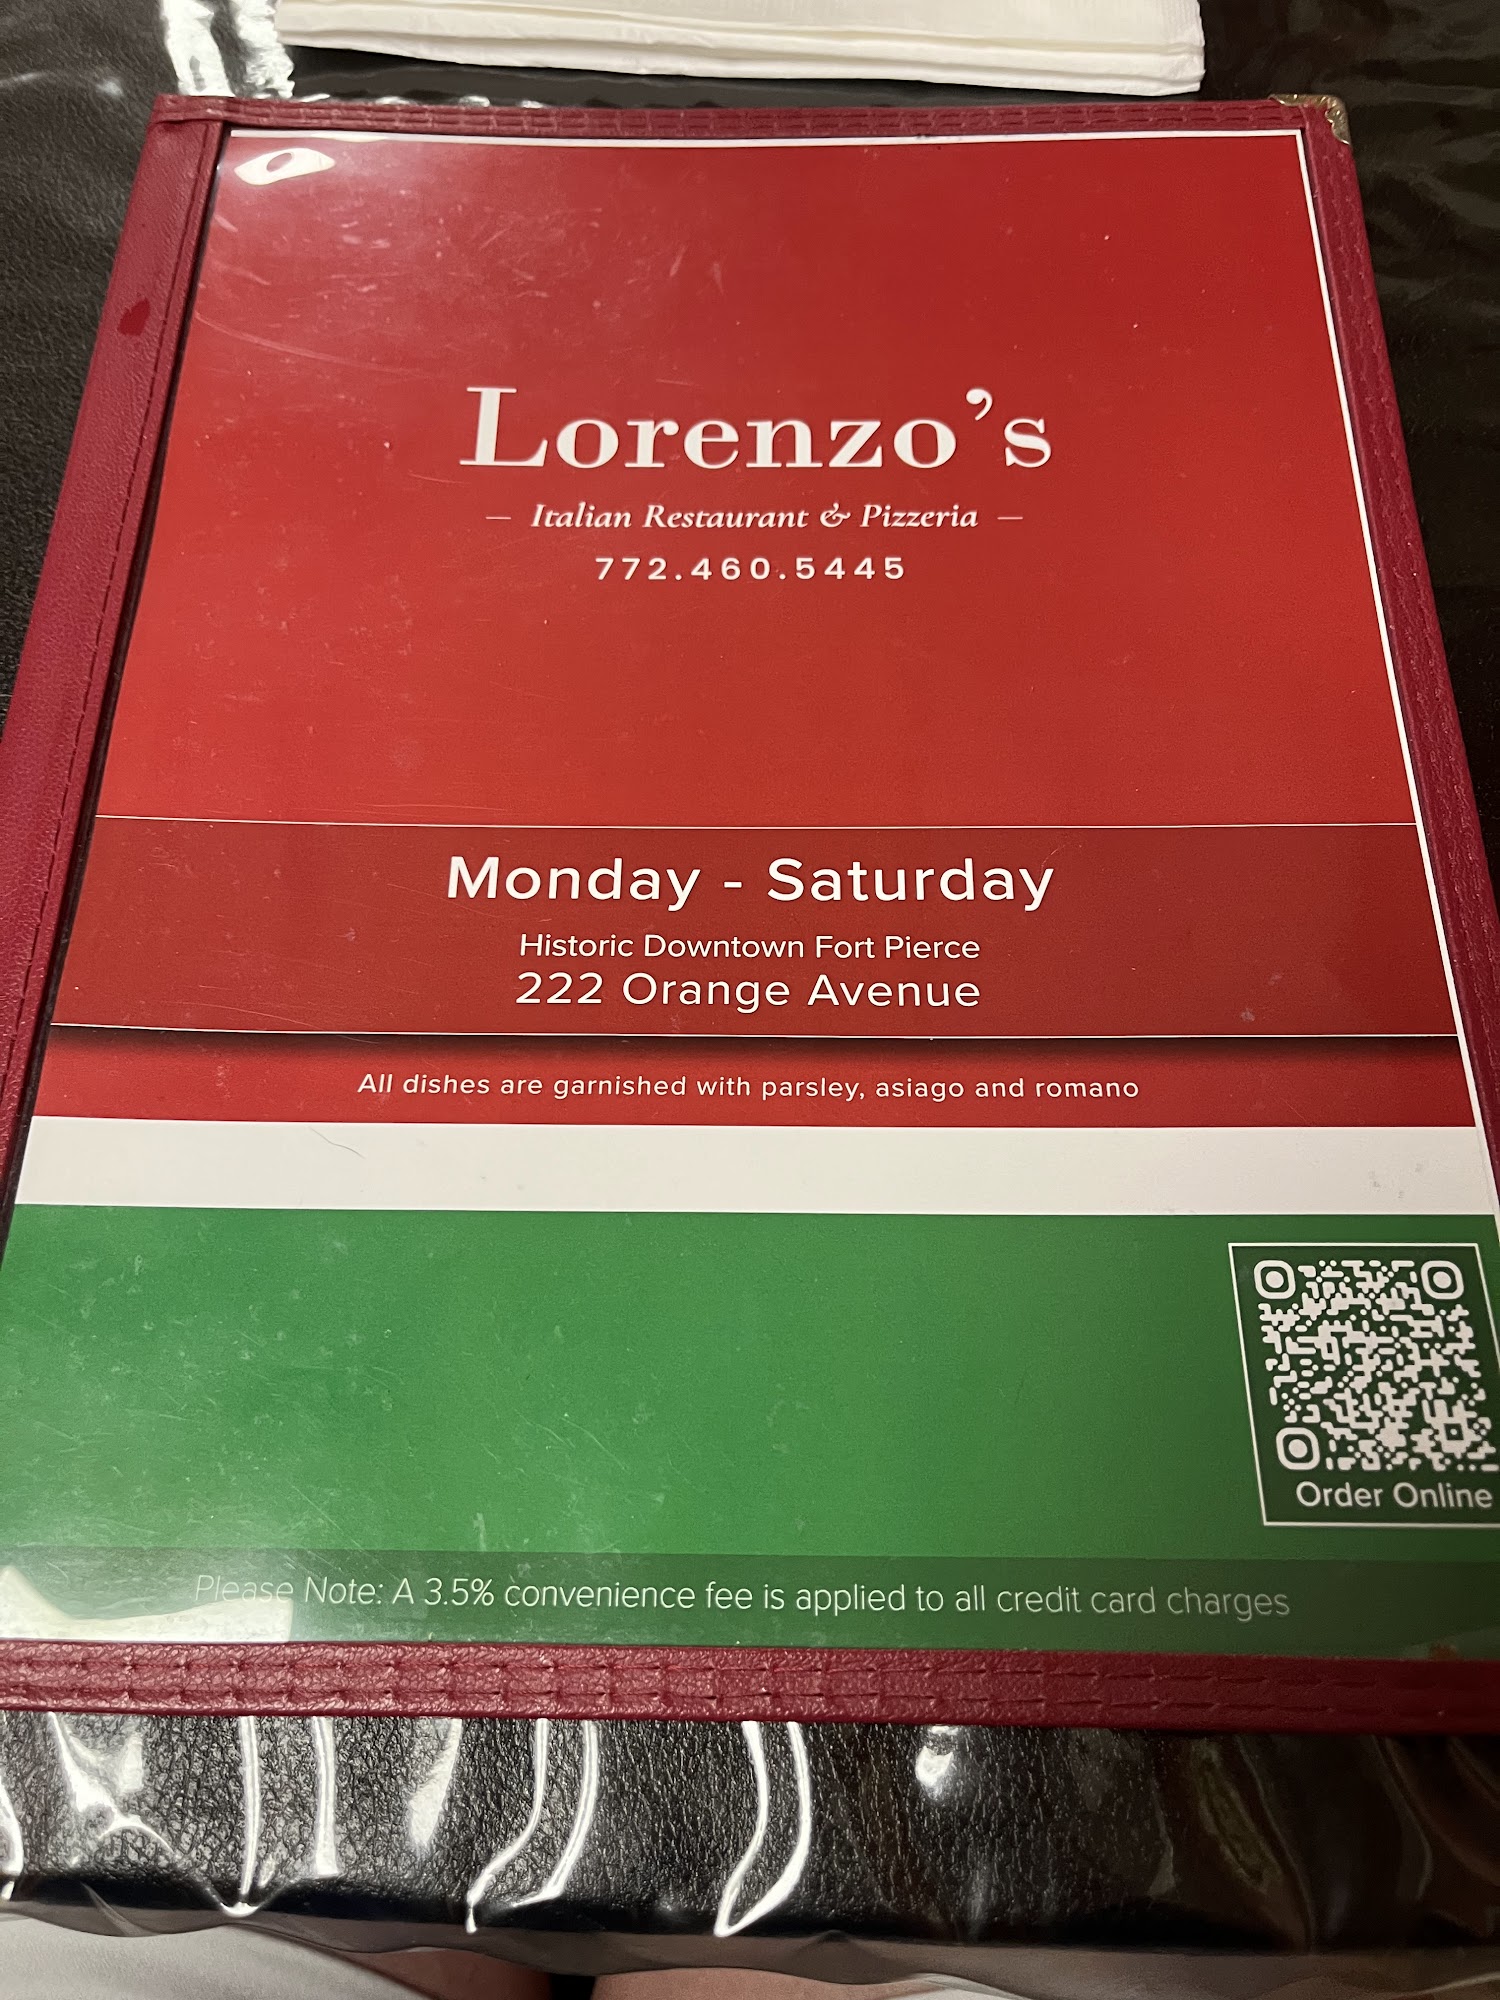 Lorenzo's
– Italian Restaurant & Pizzeria –
772.460.5445
Monday - Saturday
Historic Downtown Fort Pierce
222 Orange Avenue
All dishes are garnished with parsley, asiago and romano
Order Online
Please Note: A 3.5% convenience fee is applied to all credit card charges